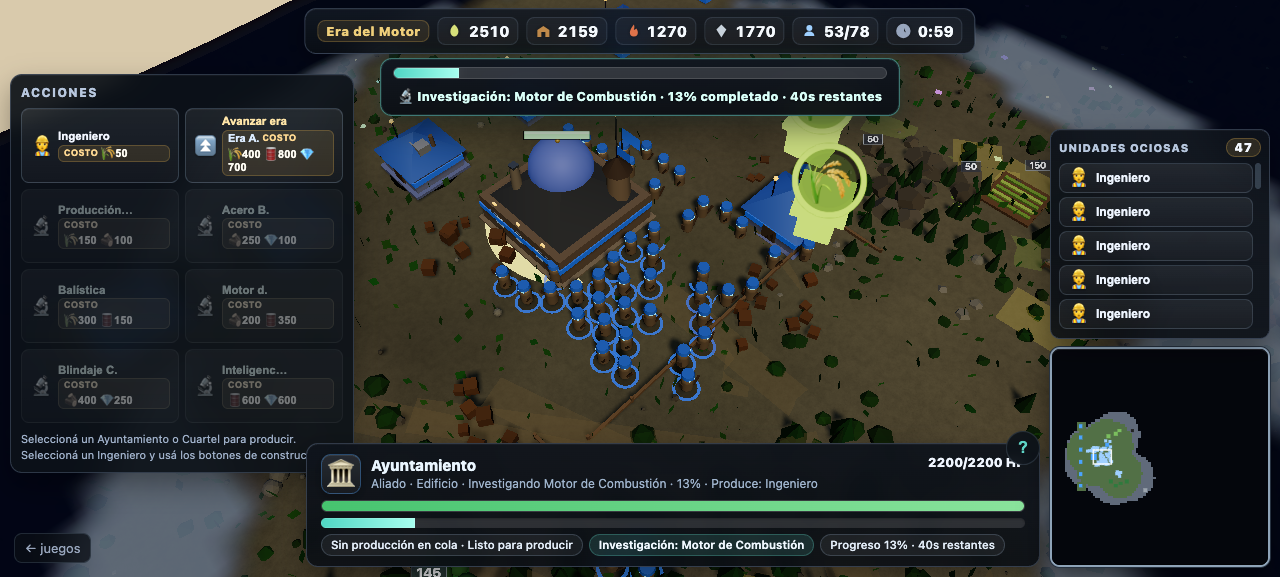 Era del Motor
2510
2159
1270
1770
53/78
0:59
Investigación: Motor de Combustión · 13% completado · 40s restantes
ACCIONES
Ingeniero
COSTO 50
Avanzar era
Era A. COSTO
400 800
700
Producción...
COSTO
150 100
Acero B.
COSTO
250 100
Balística
COSTO
300 150
Motor d.
COSTO
200 350
Blindaje C.
COSTO
400 250
Inteligenc...
COSTO
600 600
Seleccioná un Ayuntamiento o Cuartel para producir.
Seleccioná un Ingeniero y usá los botones de construc
50
50
150
UNIDADES OCIOSAS
47
Ingeniero
Ingeniero
Ingeniero
Ingeniero
Ingeniero
?
Ayuntamiento
2200/2200
Aliado · Edificio · Investigando Motor de Combustión · 13% · Produce: Ingeniero
Sin producción en cola · Listo para producir
Investigación: Motor de Combustión
Progreso 13% · 40s restantes
← juegos
145